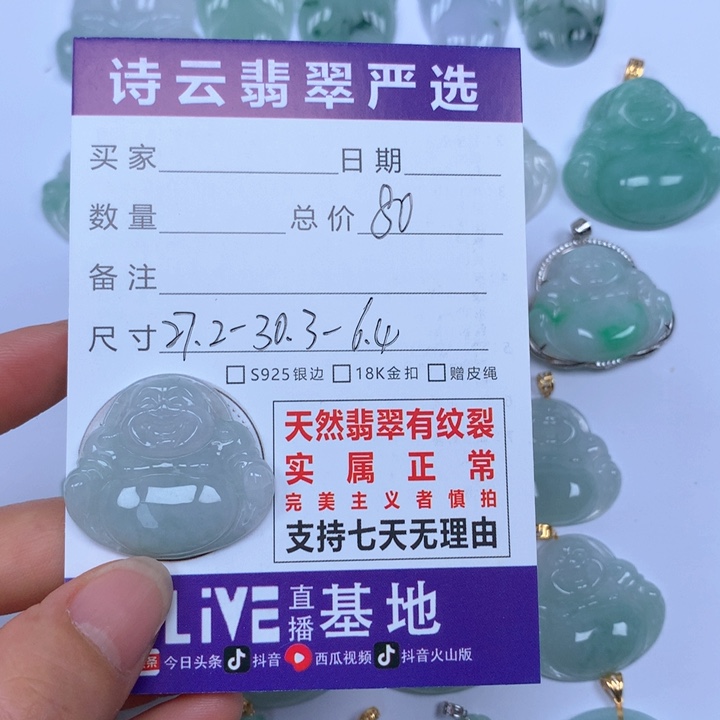 诗云翡翠严选
买家 日期
数量 总价 80
备注
尺寸 27.2-30.3-6.4
S925银边 18K金扣 赠皮绳
天然翡翠有纹裂
实属正常
完美主义者慎拍
支持七天无理由
LiVE 直播 基地
今日头条 抖音 西瓜视频 抖音火山版